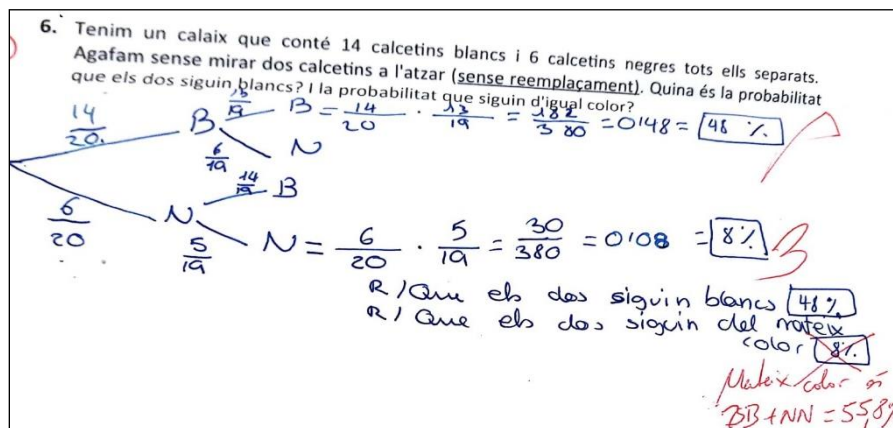 6. Tenim un calaix que conté 14 calcetins blancs i 6 calcetins negres tots ells separats.
Agafam sense mirar dos calcetins a l'atzar (sense reemplaçament). Quina és la probabilitat
que els dos siguin blancs? I la probabilitat que siguin d'igual color?
14/20 B 13/19 B = 14/20 · 13/19 = 182/380 = 0'48 = 48 %
6/19 N
14/19 B
6/20 N 5/19 N = 6/20 · 5/19 = 30/380 = 0'08 = 8% 3
R/ Que els dos siguin blancs 48%
R/ Que els dos siguin del mateix
color 8%
Mateix color és
BB+NN = 55,8%